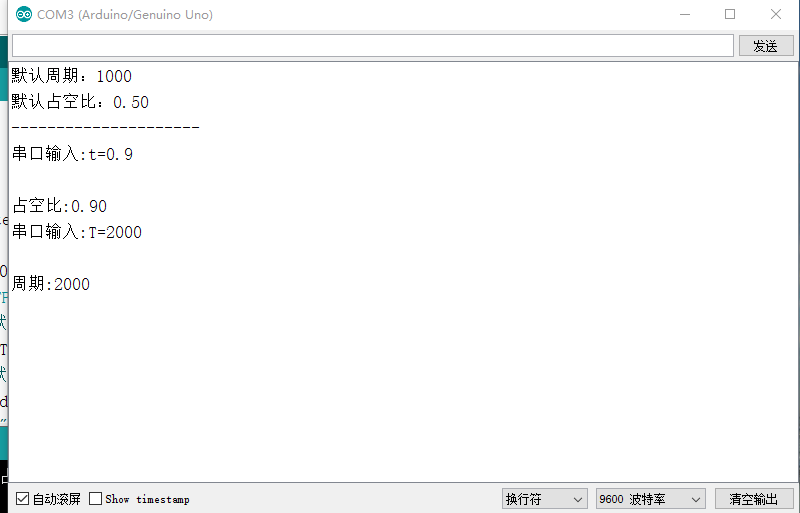 COM3 (Arduino/Genuino Uno)
发送
默认周期: 1000
默认占空比: 0.50
---------------------
串口输入:t=0.9
占空比:0.90
串口输入:T=2000
周期:2000
自动滚屏 Show timestamp 换行符 9600 波特率 清空输出